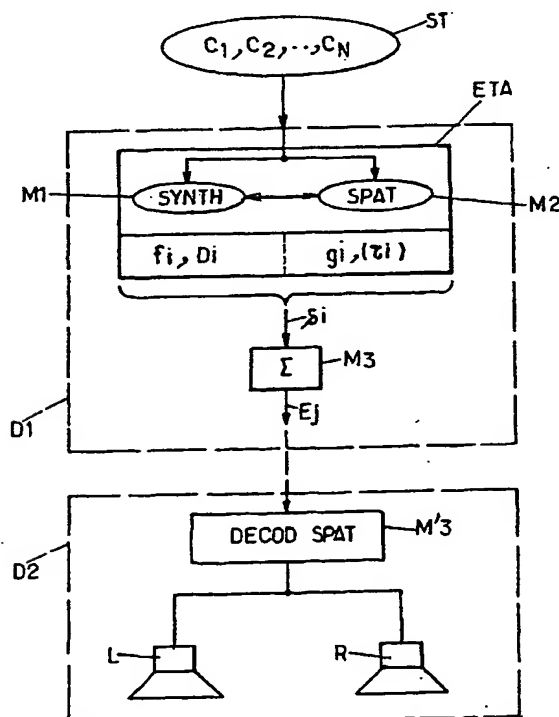 ST
C1, C2, .., CN
ETA
M1
SYNTH
SPAT
M2
fi, Di
gi, (τi)
si
Σ
M3
D1
Ej
DECOD SPAT
M'3
D2
L
R